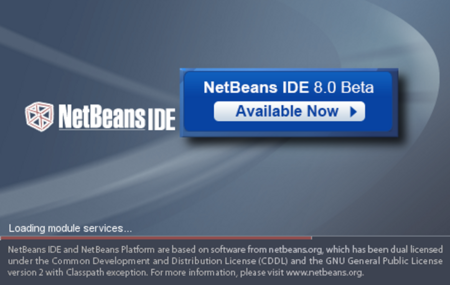 NetBeans IDE 8.0 Beta
Available Now
NetBeans IDE
Loading module services...
NetBeans IDE and NetBeans Platform are based on software from netbeans.org, which has been dual licensed
under the Common Development and Distribution License (CDDL) and the GNU General Public License
version 2 with Classpath exception. For more information, please visit www.netbeans.org.